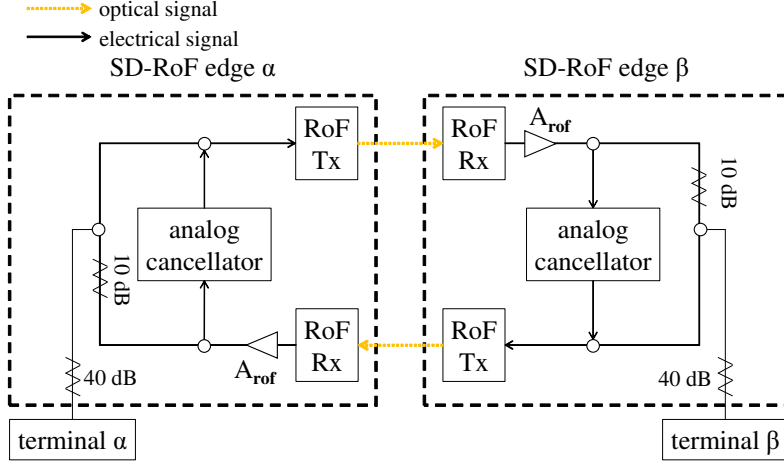 optical signal
electrical signal
SD-RoF edge α
SD-RoF edge β
RoF
Tx
RoF
Rx
A_rof
10 dB
analog
cancellator
10 dB
analog
cancellator
RoF
Rx
A_rof
RoF
Tx
40 dB
40 dB
terminal α
terminal β